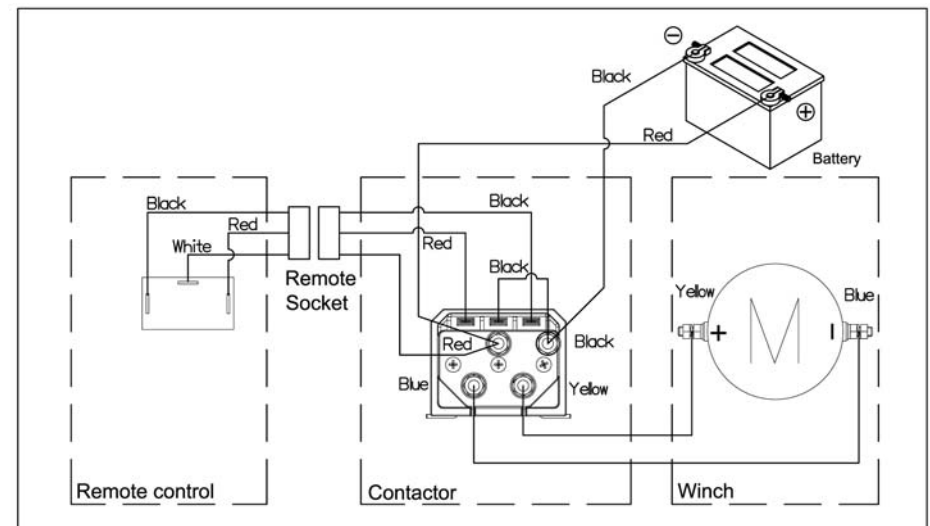 −
Black
Red
+
Battery
Black
Red
White
Remote
Socket
Black
Red
Black
Red
Black
Blue
Yellow
Yellow
Blue
+
M
−
Remote control
Contactor
Winch